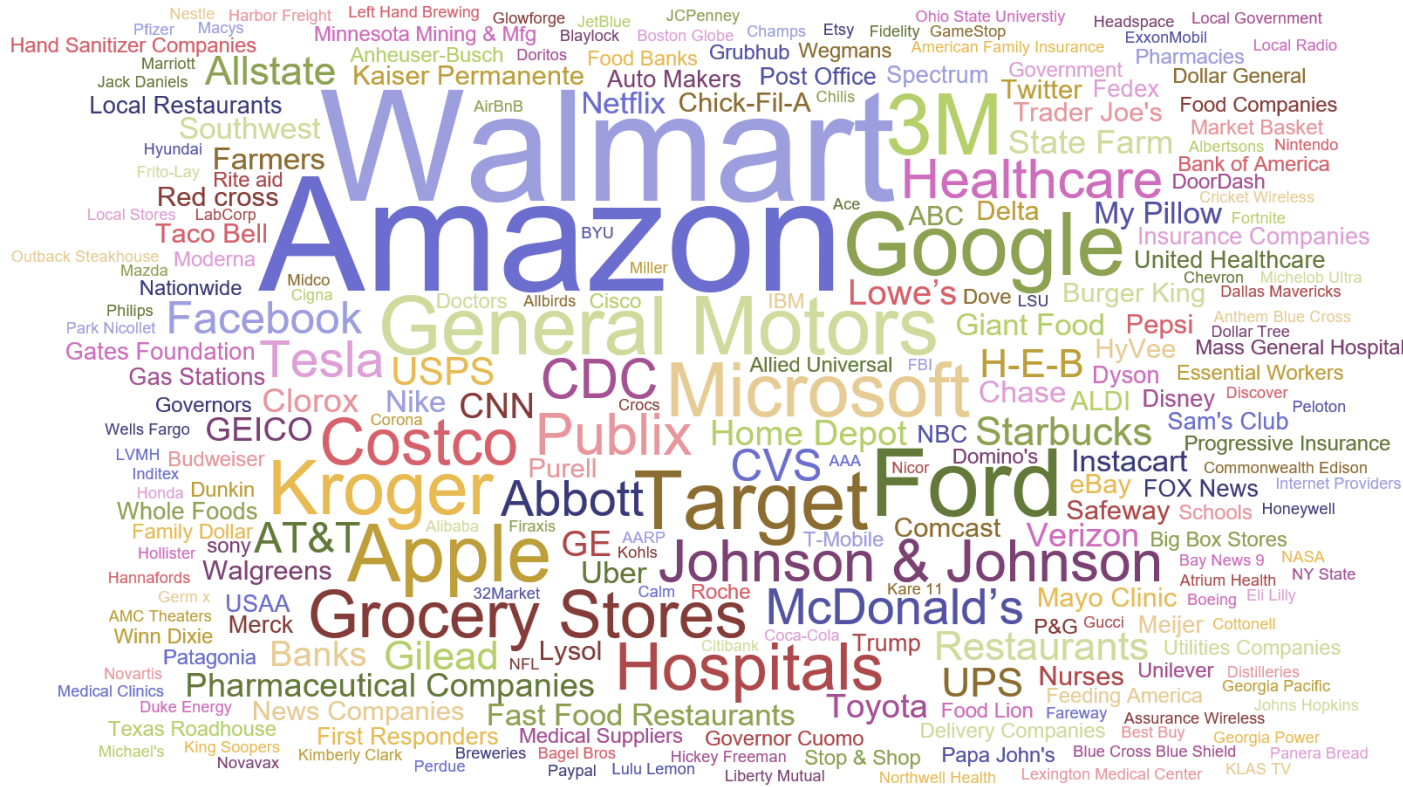 Nestle
Harbor Freight
Left Hand Brewing
Glowforge
JetBlue
JCPenney
Ohio State Universtiy
Headspace
Local Government
Pfizer
Macys
Minnesota Mining & Mfg
Blaylock
Boston Globe
Champs
Etsy
Fidelity
GameStop
ExxonMobil
Hand Sanitizer Companies
Anheuser-Busch
Doritos
Food Banks
Grubhub
Wegmans
American Family Insurance
Pharmacies
Local Radio
Marriott
Allstate
Kaiser Permanente
Auto Makers
Post Office
Spectrum
Government
Dollar General
Jack Daniels
Local Restaurants
AirBnB
Netflix
Chick-Fil-A
Chilis
3M
Twitter
Fedex
Food Companies
Southwest
Walmart
Trader Joe's
Market Basket
Hyundai
Farmers
State Farm
Albertsons
Nintendo
Frito-Lay
Rite aid
Healthcare
Bank of America
Red cross
DoorDash
Cricket Wireless
Local Stores
LabCorp
Amazon
Ace
ABC
Delta
My Pillow
Fortnite
Taco Bell
BYU
Google
Insurance Companies
Outback Steakhouse
Moderna
Miller
United Healthcare
Mazda
Midco
Chevron
Michelob Ultra
Nationwide
Cigna
Doctors
Allbirds
Cisco
IBM
Lowe’s
Dove
LSU
Burger King
Dallas Mavericks
Philips
Facebook
General Motors
Giant Food
Pepsi
Anthem Blue Cross
Park Nicollet
Dollar Tree
Gates Foundation
Tesla
USPS
CDC
Allied Universal
FBI
H-E-B
HyVee
Mass General Hospital
Gas Stations
Microsoft
Dyson
Essential Workers
Governors
Clorox
Nike
CNN
Crocs
Chase
ALDI
Disney
Discover
Peloton
Wells Fargo
GEICO
Corona
Costco
Publix
Home Depot
NBC
Starbucks
Sam's Club
Progressive Insurance
LVMH
Budweiser
Purell
CVS
AAA
Nicor
Domino's
Instacart
Commonwealth Edison
Inditex
Honda
Dunkin
Kroger
Abbott
Target
Ford
eBay
FOX News
Internet Providers
Whole Foods
Safeway
Schools
Honeywell
Family Dollar
AT&T
Alibaba
Firaxis
AARP
T-Mobile
Comcast
Verizon
Big Box Stores
Hollister
sony
Apple
GE
Kohls
Johnson & Johnson
Bay News 9
NASA
Hannafords
Walgreens
Uber
Atrium Health
NY State
Germ x
USAA
32Market
Calm
Roche
Kare 11
Mayo Clinic
Boeing
Eli Lilly
AMC Theaters
Merck
Grocery Stores
McDonald’s
P&G
Gucci
Meijer
Cottonell
Winn Dixie
Coca-Cola
Patagonia
Banks
Gilead
NFL
Lysol
Citibank
Trump
Restaurants
Utilities Companies
Novartis
Pharmaceutical Companies
Hospitals
UPS
Nurses
Unilever
Distilleries
Medical Clinics
Feeding America
Georgia Pacific
Duke Energy
News Companies
Fast Food Restaurants
Toyota
Food Lion
Fareway
Assurance Wireless
Johns Hopkins
Texas Roadhouse
First Responders
Medical Suppliers
Governor Cuomo
Delivery Companies
Best Buy
Georgia Power
Michael's
King Soopers
Kimberly Clark
Breweries
Bagel Bros
Hickey Freeman
Stop & Shop
Papa John's
Blue Cross Blue Shield
Panera Bread
Novavax
Perdue
Paypal
Lulu Lemon
Liberty Mutual
Northwell Health
Lexington Medical Center
KLAS TV